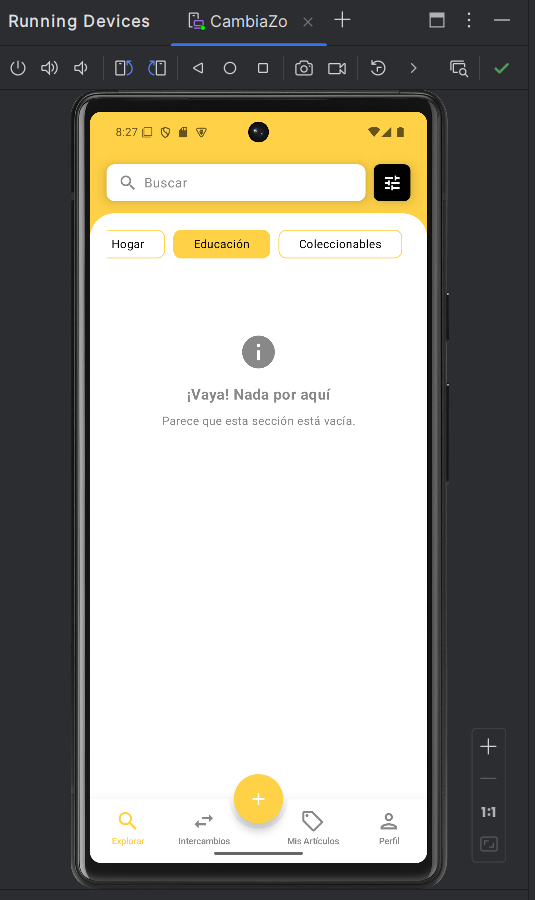 Running Devices
CambiaZo
8:27
Buscar
Hogar
Educación
Coleccionables
¡Vaya! Nada por aquí
Parece que esta sección está vacía.
Explorar
Intercambios
Mis Artículos
Perfil
1:1